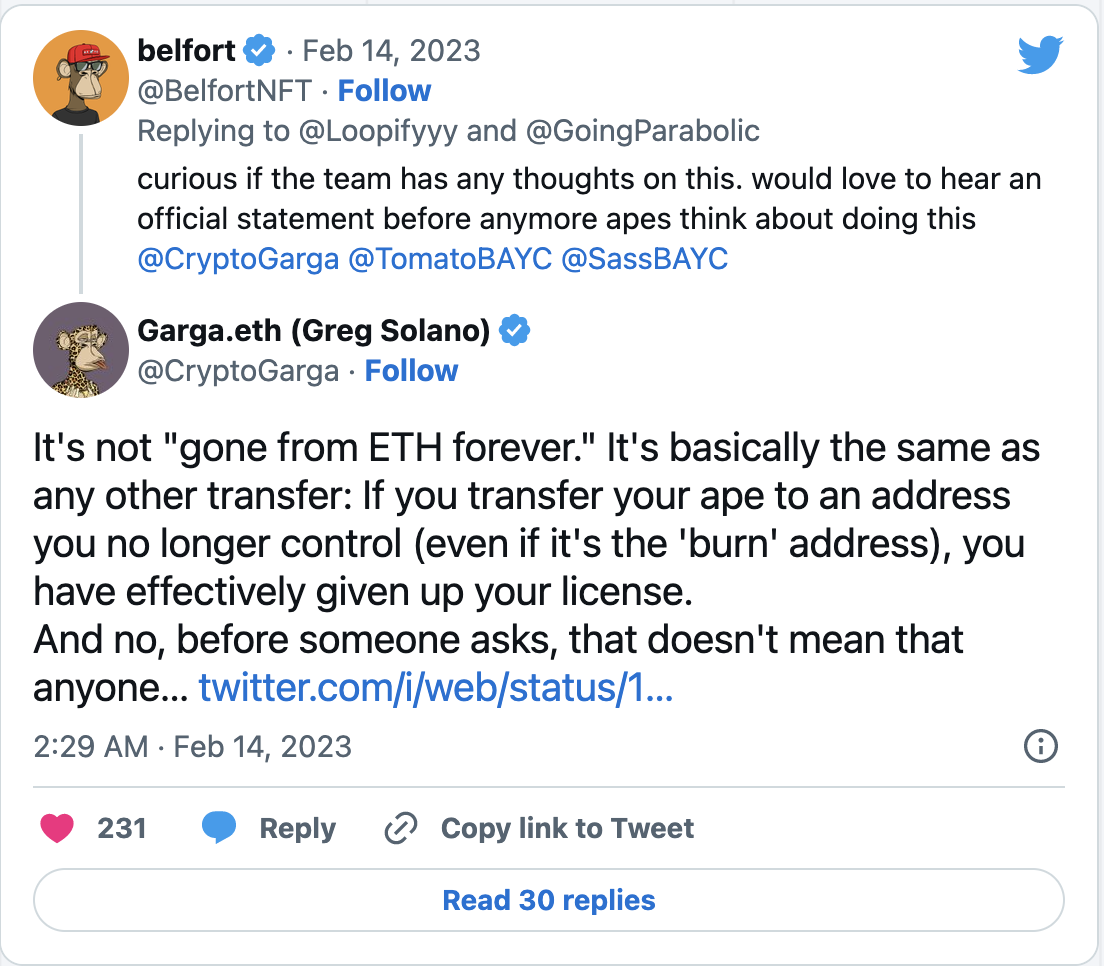 belfort · Feb 14, 2023
@BelfortNFT · Follow
Replying to @Loopifyyy and @GoingParabolic
curious if the team has any thoughts on this. would love to hear an
official statement before anymore apes think about doing this
@CryptoGarga @TomatoBAYC @SassBAYC
Garga.eth (Greg Solano)
@CryptoGarga · Follow
It's not "gone from ETH forever." It's basically the same as
any other transfer: If you transfer your ape to an address
you no longer control (even if it's the 'burn' address), you
have effectively given up your license.
And no, before someone asks, that doesn't mean that
anyone... twitter.com/i/web/status/1...
2:29 AM · Feb 14, 2023
231 Reply Copy link to Tweet
Read 30 replies